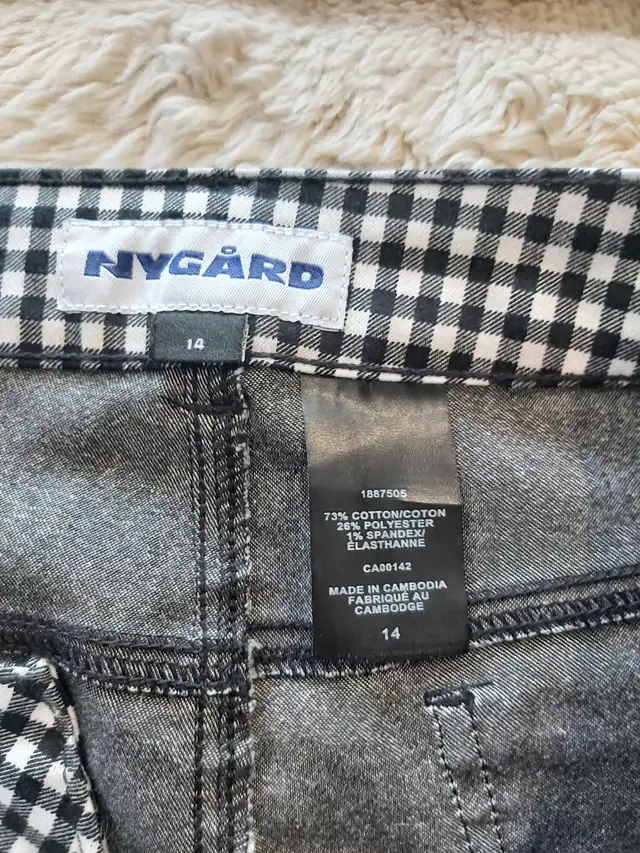 NYGÅRD
14
1887505
73% COTTON/COTON
26% POLYESTER
1% SPANDEX/
ÉLASTHANNE
CA00142
MADE IN CAMBODIA
FABRIQUÉ AU
CAMBODGE
14